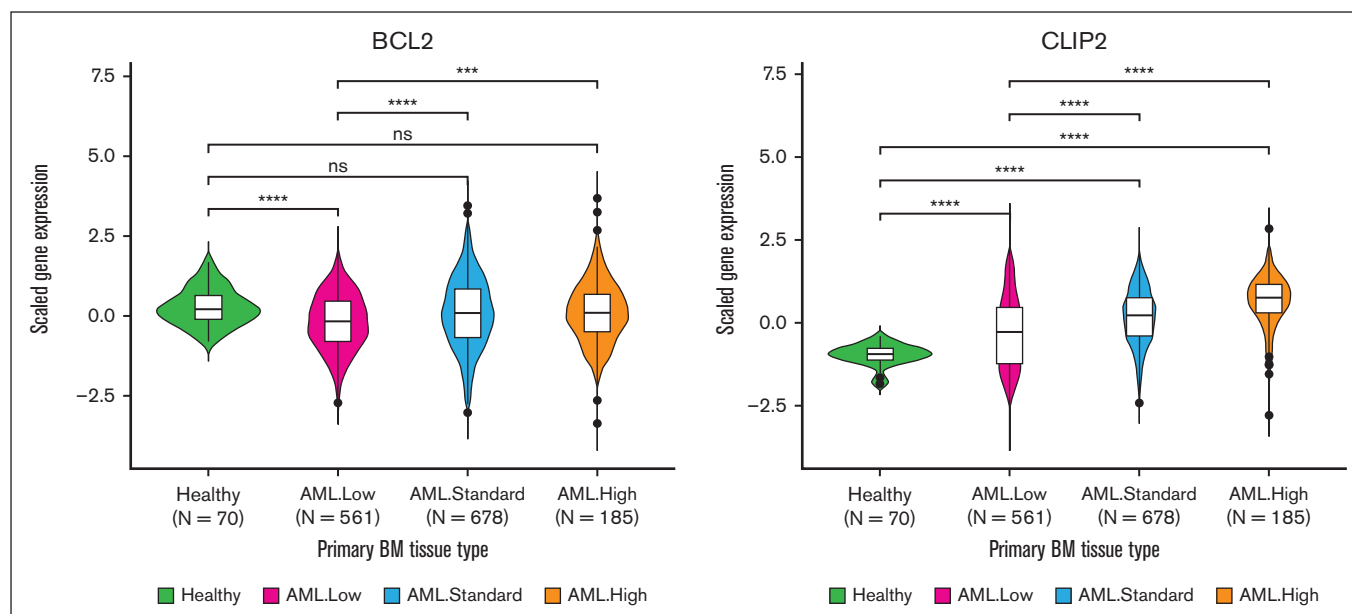 BCL2
7.5
5.0
2.5
0.0
−2.5
Scaled gene expression
***
****
ns
ns
****
Healthy
(N = 70)
AML.Low
(N = 561)
AML.Standard
(N = 678)
AML.High
(N = 185)
Primary BM tissue type
Healthy AML.Low AML.Standard AML.High
CLIP2
7.5
5.0
2.5
0.0
−2.5
Scaled gene expression
****
****
****
****
****
Healthy
(N = 70)
AML.Low
(N = 561)
AML.Standard
(N = 678)
AML.High
(N = 185)
Primary BM tissue type
Healthy AML.Low AML.Standard AML.High